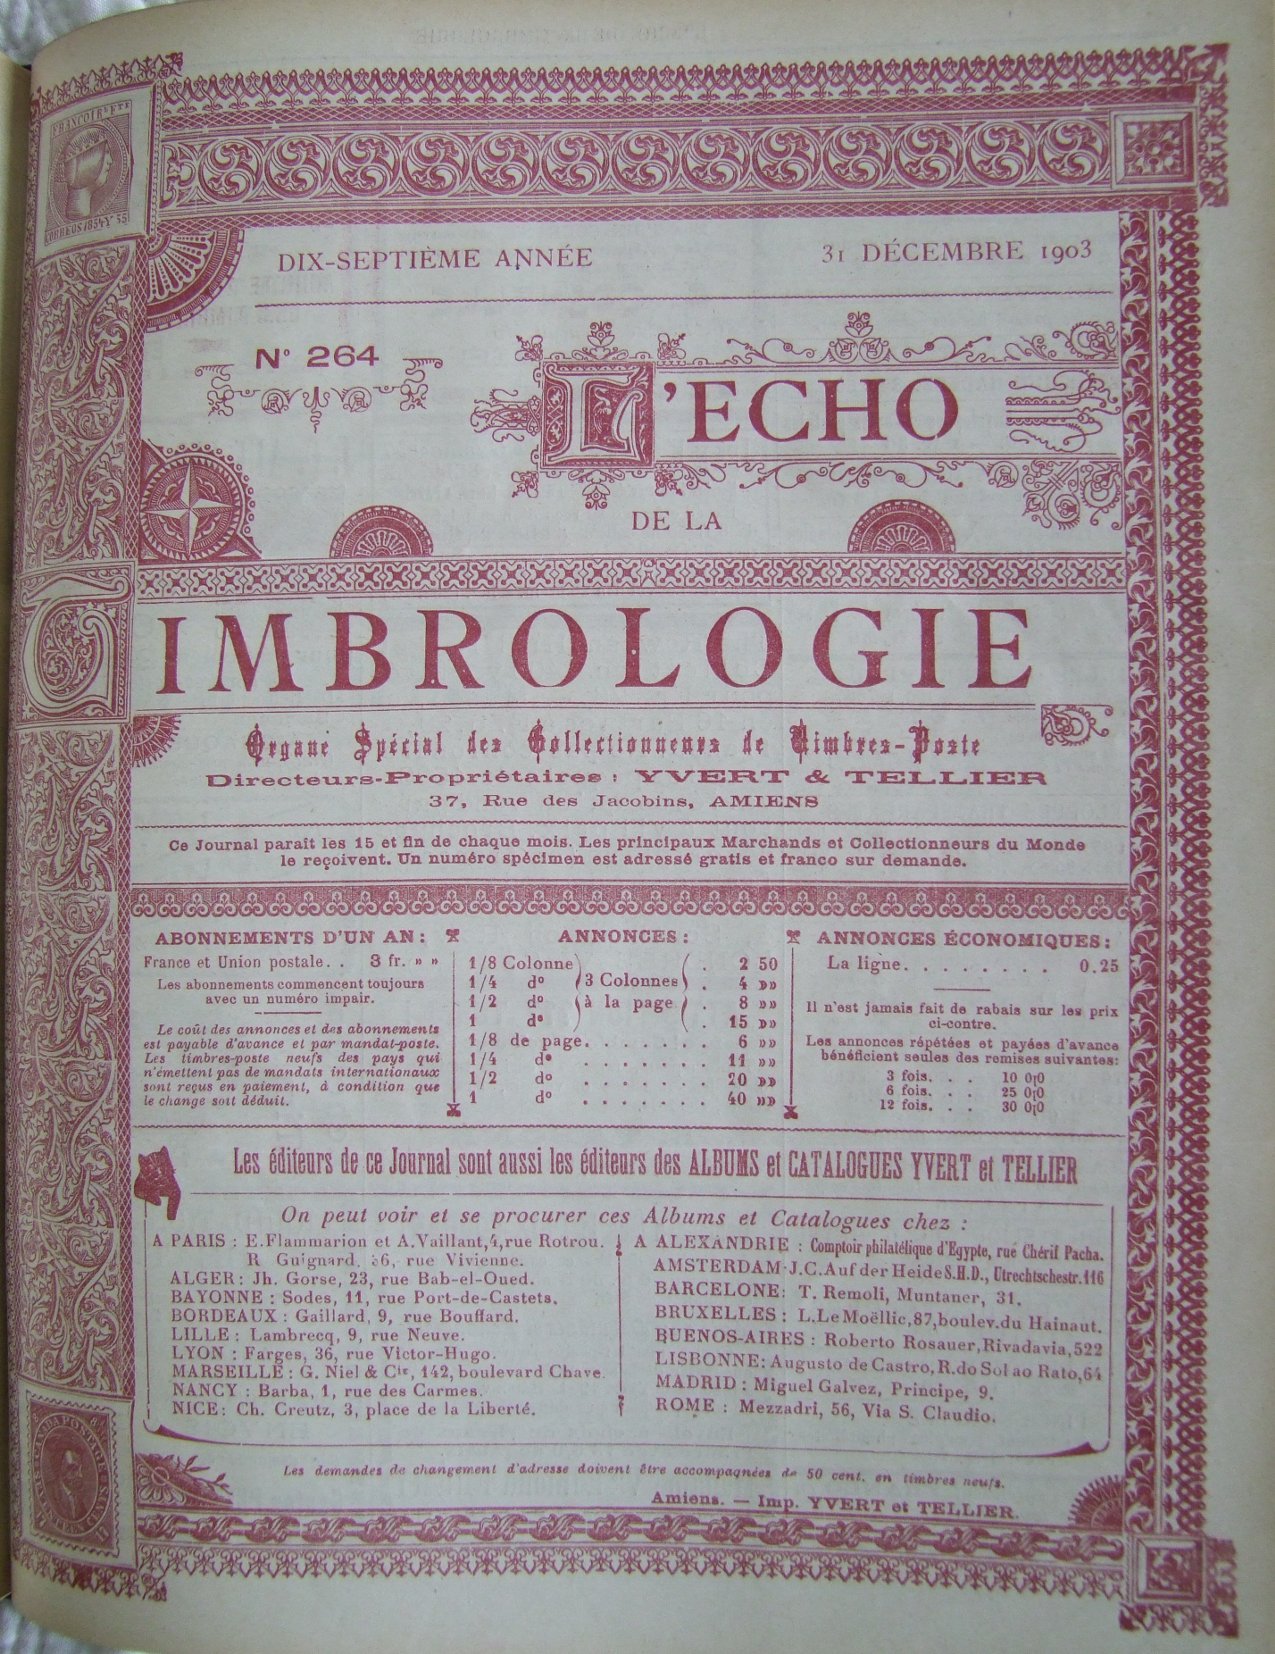 FRANCO IR. Y. F. T. E.
CORREOS 1854 Y 55
DIX-SEPTIÈME ANNÉE
31 DÉCEMBRE 1903
N° 264
L'ECHO
DE LA
TIMBROLOGIE
Organe Spécial des Collectionneurs de Timbres-Poste
Directeurs-Propriétaires : YVERT & TELLIER
37, Rue des Jacobins, AMIENS
Ce Journal paraît les 15 et fin de chaque mois. Les principaux Marchands et Collectionneurs du Monde
le reçoivent. Un numéro spécimen est adressé gratis et franco sur demande.
ABONNEMENTS D'UN AN :
France et Union postale. . 3 fr. » »
Les abonnements commencent toujours
avec un numéro impair.
Le coût des annonces et des abonnements
est payable d'avance et par mandat-poste.
Les timbres-poste neufs des pays qui
n'émettent pas de mandats internationaux
sont reçus en paiement, à condition que
le change soit déduit.
ANNONCES :
1/8 Colonne . 2 50
1/4 d° 3 Colonnes . 4 »»
1/2 d° à la page . 8 »»
1 d° . 15 »»
1/8 de page. . . . . . . 6 »»
1/4 d° 11 »»
1/2 d° . . . . . . . 20 »»
1 d° . . . . . . . 40 »»
ANNONCES ÉCONOMIQUES :
La ligne. . . . . . . . 0.25
Il n'est jamais fait de rabais sur les prix
ci-contre.
Les annonces répétées et payées d'avance
bénéficient seules des remises suivantes:
3 fois. . . 10 0/0
6 fois. . . 25 0/0
12 fois. . . 30 0/0
Les éditeurs de ce Journal sont aussi les éditeurs des ALBUMS et CATALOGUES YVERT et TELLIER
On peut voir et se procurer ces Albums et Catalogues chez :
A PARIS : E. Flammarion et A. Vaillant, 4, rue Rotrou.
R Guignard, 6, rue Vivienne.
ALGER : Jh. Gorse, 23, rue Bab-el-Oued.
BAYONNE : Sodes, 11, rue Port-de-Castets.
BORDEAUX : Gaillard, 9, rue Bouffard.
LILLE : Lambrecq, 9, rue Neuve.
LYON : Farges, 36, rue Victor-Hugo.
MARSEILLE : G. Niel & Cie, 142, boulevard Chave.
NANCY : Barba, 1, rue des Carmes.
NICE : Ch. Creutz, 3, place de la Liberté.
A ALEXANDRIE : Comptoir philatélique d'Egypte, rue Chérif Pacha.
AMSTERDAM-J.C. Auf der Heide S.H.D., Utrechtschestr. 116
BARCELONE : T. Remoli, Muntaner, 31.
BRUXELLES : L. Le Moëllic, 87, boulev. du Hainaut.
BUENOS-AIRES : Roberto Rosauer, Rivadavia, 522
LISBONNE : Augusto de Castro, R. do Sol ao Rato, 64
MADRID : Miguel Galvez, Principe, 9.
ROME : Mezzadri, 56, Via S. Claudio.
Les demandes de changement d'adresse doivent être accompagnées de 50 cent. en timbres neufs.
Amiens. — Imp. YVERT et TELLIER.